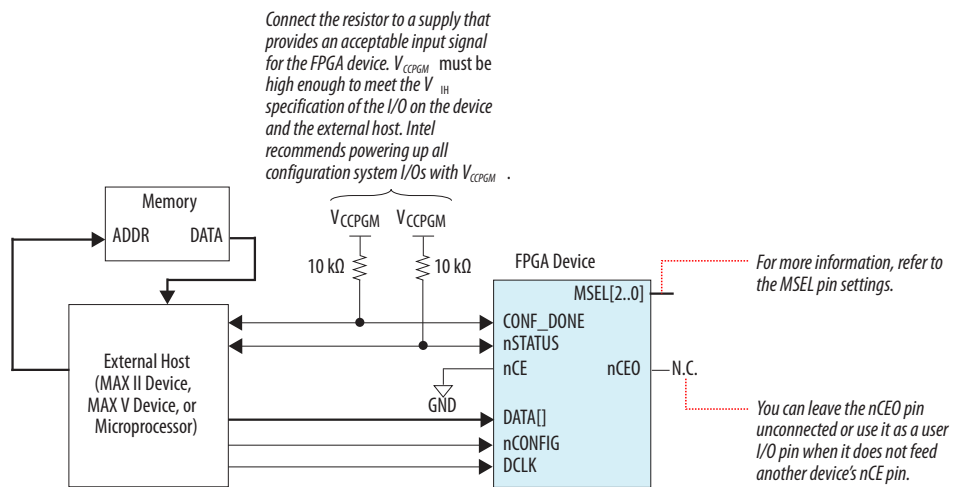 Connect the resistor to a supply that
provides an acceptable input signal
for the FPGA device. VCCPGM must be
high enough to meet the V IH
specification of the I/O on the device
and the external host. Intel
recommends powering up all
configuration system I/Os with VCCPGM .
Memory
ADDR DATA
VCCPGM VCCPGM
10 kΩ 10 kΩ
FPGA Device
MSEL[2..0]
For more information, refer to
the MSEL pin settings.
External Host
(MAX II Device,
MAX V Device, or
Microprocessor)
CONF_DONE
nSTATUS
nCE nCEO N.C.
GND
DATA[]
nCONFIG
DCLK
You can leave the nCEO pin
unconnected or use it as a user
I/O pin when it does not feed
another device's nCE pin.